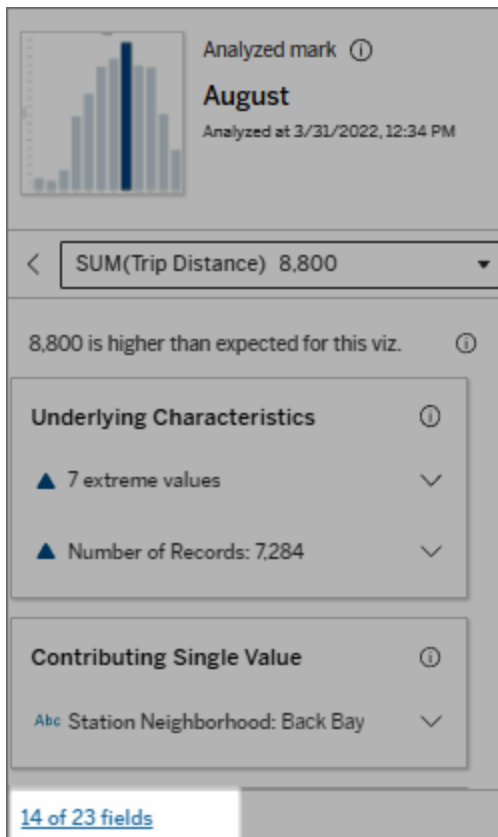 Analyzed mark
August
Analyzed at 3/31/2022, 12:34 PM
SUM(Trip Distance) 8,800
8,800 is higher than expected for this viz.
Underlying Characteristics
7 extreme values
Number of Records: 7,284
Contributing Single Value
Abc Station Neighborhood: Back Bay
14 of 23 fields